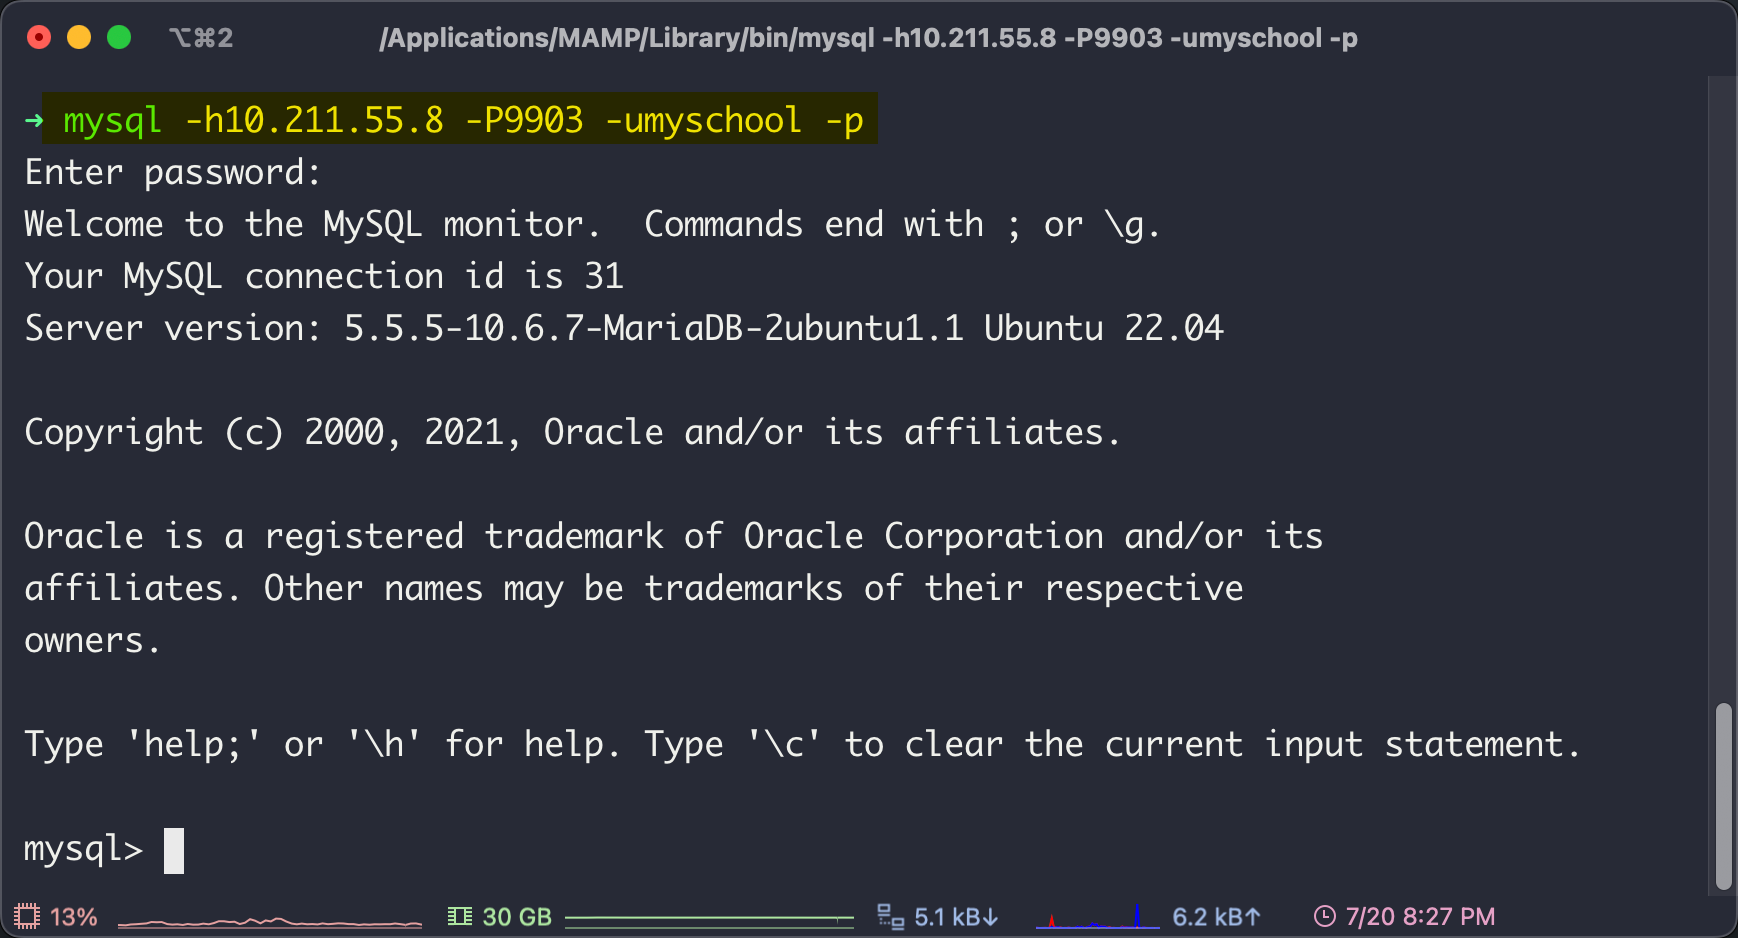 ⌥⌘2 /Applications/MAMP/Library/bin/mysql -h10.211.55.8 -P9903 -umyschool -p
→ mysql -h10.211.55.8 -P9903 -umyschool -p
Enter password:
Welcome to the MySQL monitor.  Commands end with ; or \g.
Your MySQL connection id is 31
Server version: 5.5.5-10.6.7-MariaDB-2ubuntu1.1 Ubuntu 22.04
Copyright (c) 2000, 2021, Oracle and/or its affiliates.
Oracle is a registered trademark of Oracle Corporation and/or its
affiliates. Other names may be trademarks of their respective
owners.
Type 'help;' or '\h' for help. Type '\c' to clear the current input statement.
mysql>
13% 30 GB 5.1 kB↓ 6.2 kB↑ 7/20 8:27 PM